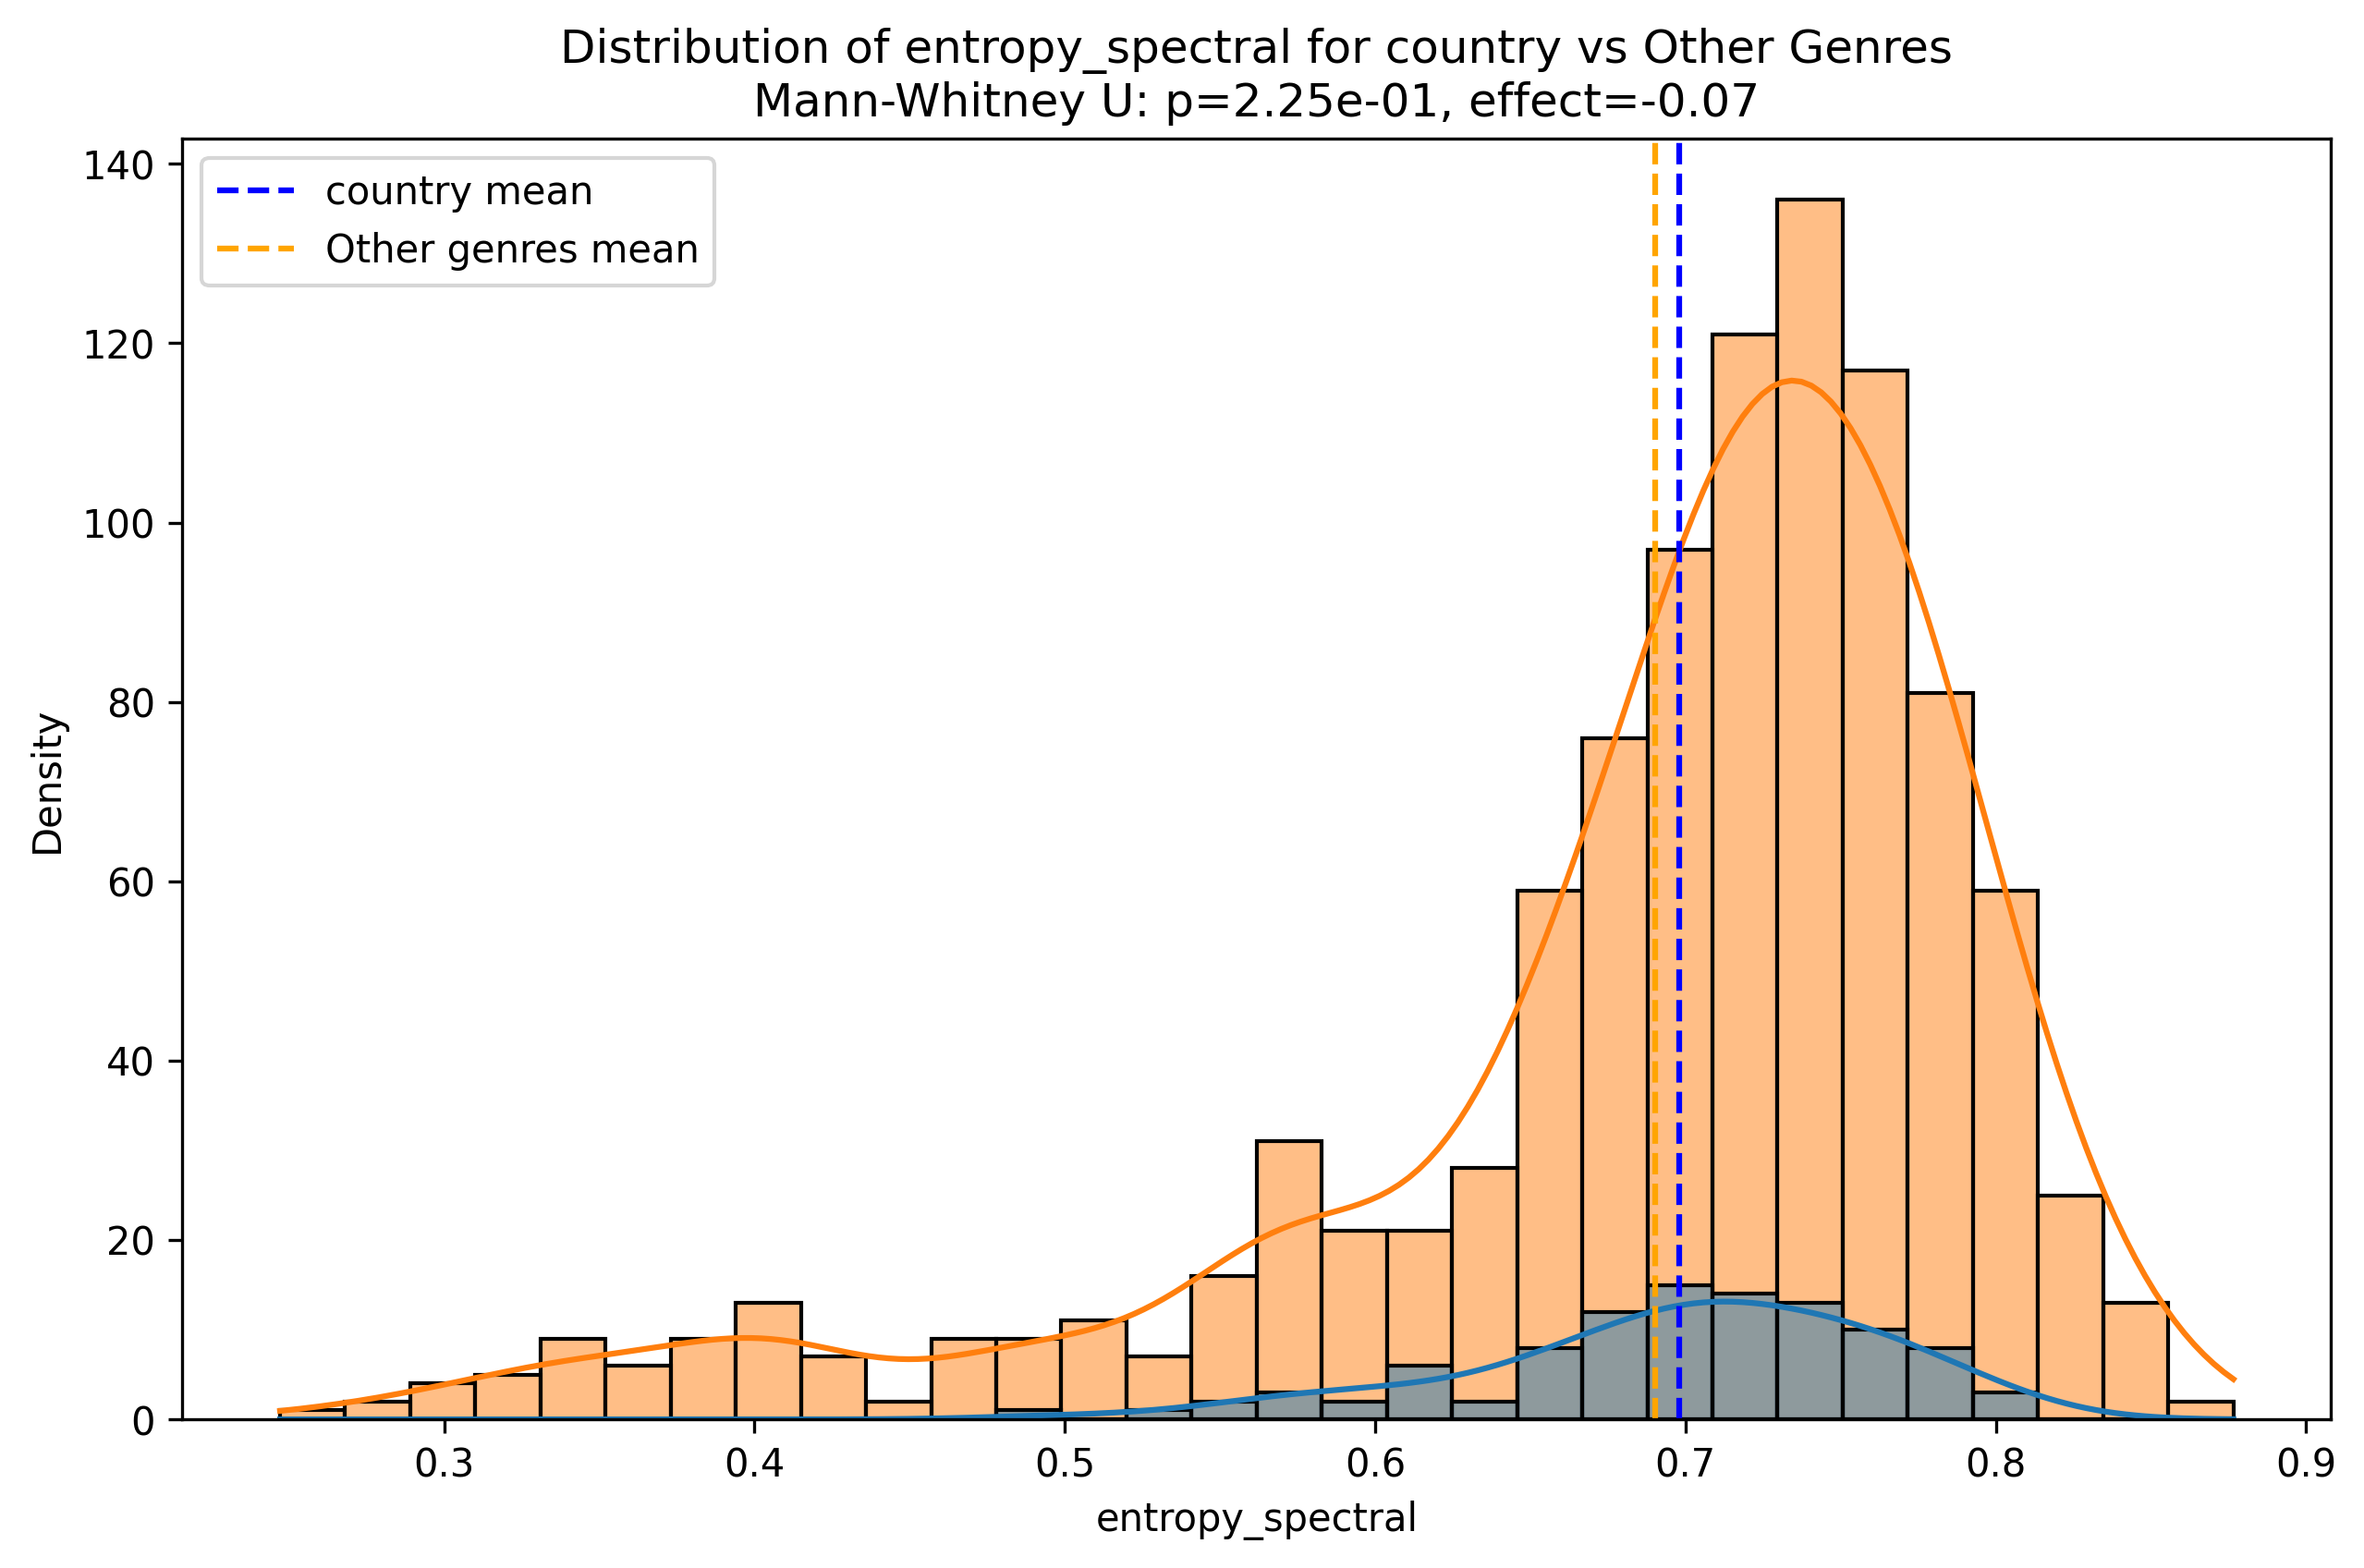 Distribution of entropy_spectral for country vs Other Genres
Mann-Whitney U: p=2.25e-01, effect=-0.07
country mean
Other genres mean
140
120
100
80
60
40
20
0
Density
0.3 0.4 0.5 0.6 0.7 0.8 0.9
entropy_spectral